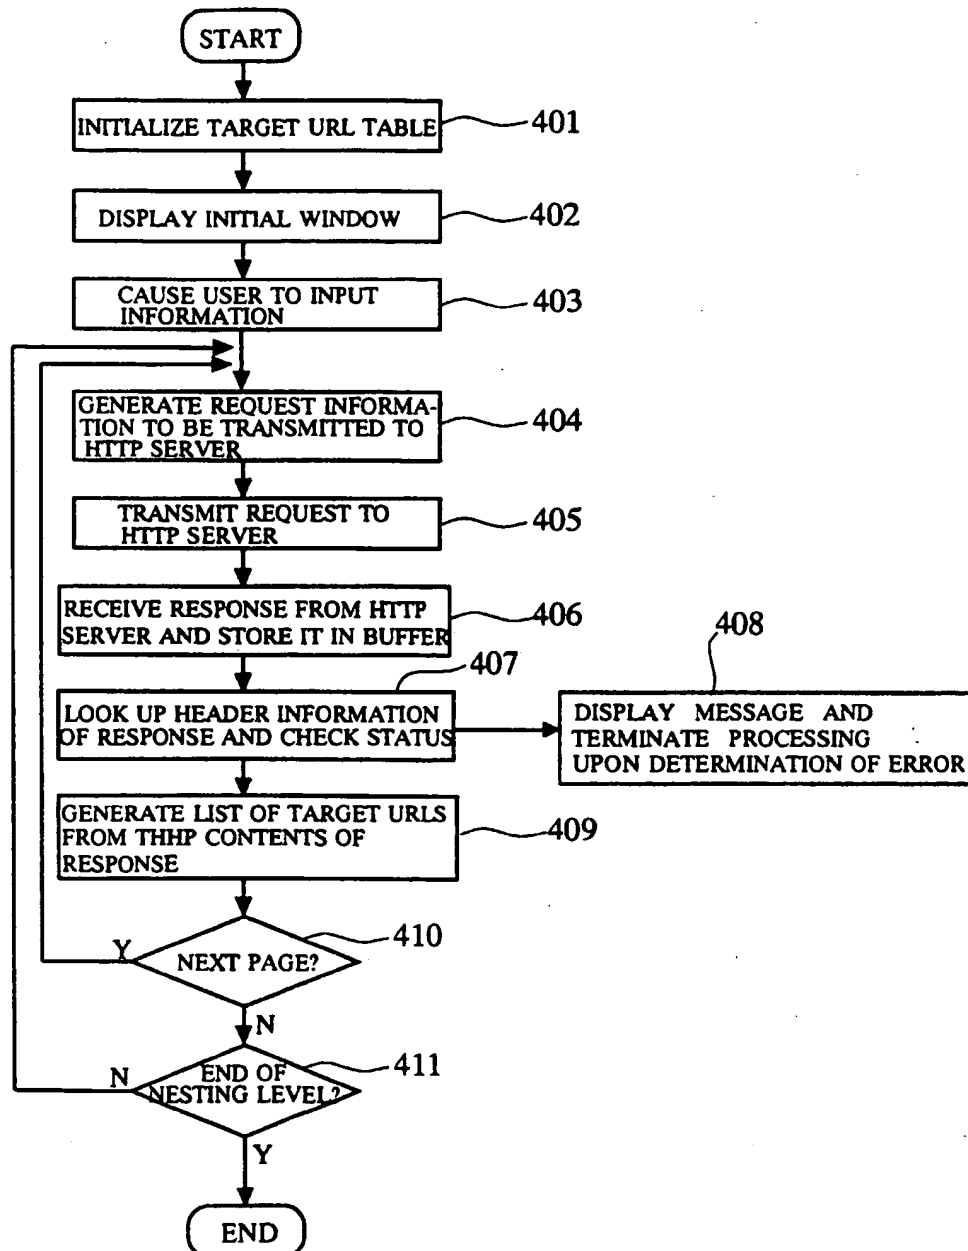 START
INITIALIZE TARGET URL TABLE
401
DISPLAY INITIAL WINDOW
402
CAUSE USER TO INPUT
INFORMATION
403
GENERATE REQUEST INFORMA-
TION TO BE TRANSMITTED TO
HTTP SERVER
404
TRANSMIT REQUEST TO
HTTP SERVER
405
RECEIVE RESPONSE FROM HTTP
SERVER AND STORE IT IN BUFFER
406
407
LOOK UP HEADER INFORMATION
OF RESPONSE AND CHECK STATUS
408
DISPLAY MESSAGE AND
TERMINATE PROCESSING
UPON DETERMINATION OF ERROR
GENERATE LIST OF TARGET URLS
FROM THHP CONTENTS OF
RESPONSE
409
410
Y
NEXT PAGE?
N
411
N
END OF
NESTING LEVEL?
Y
END